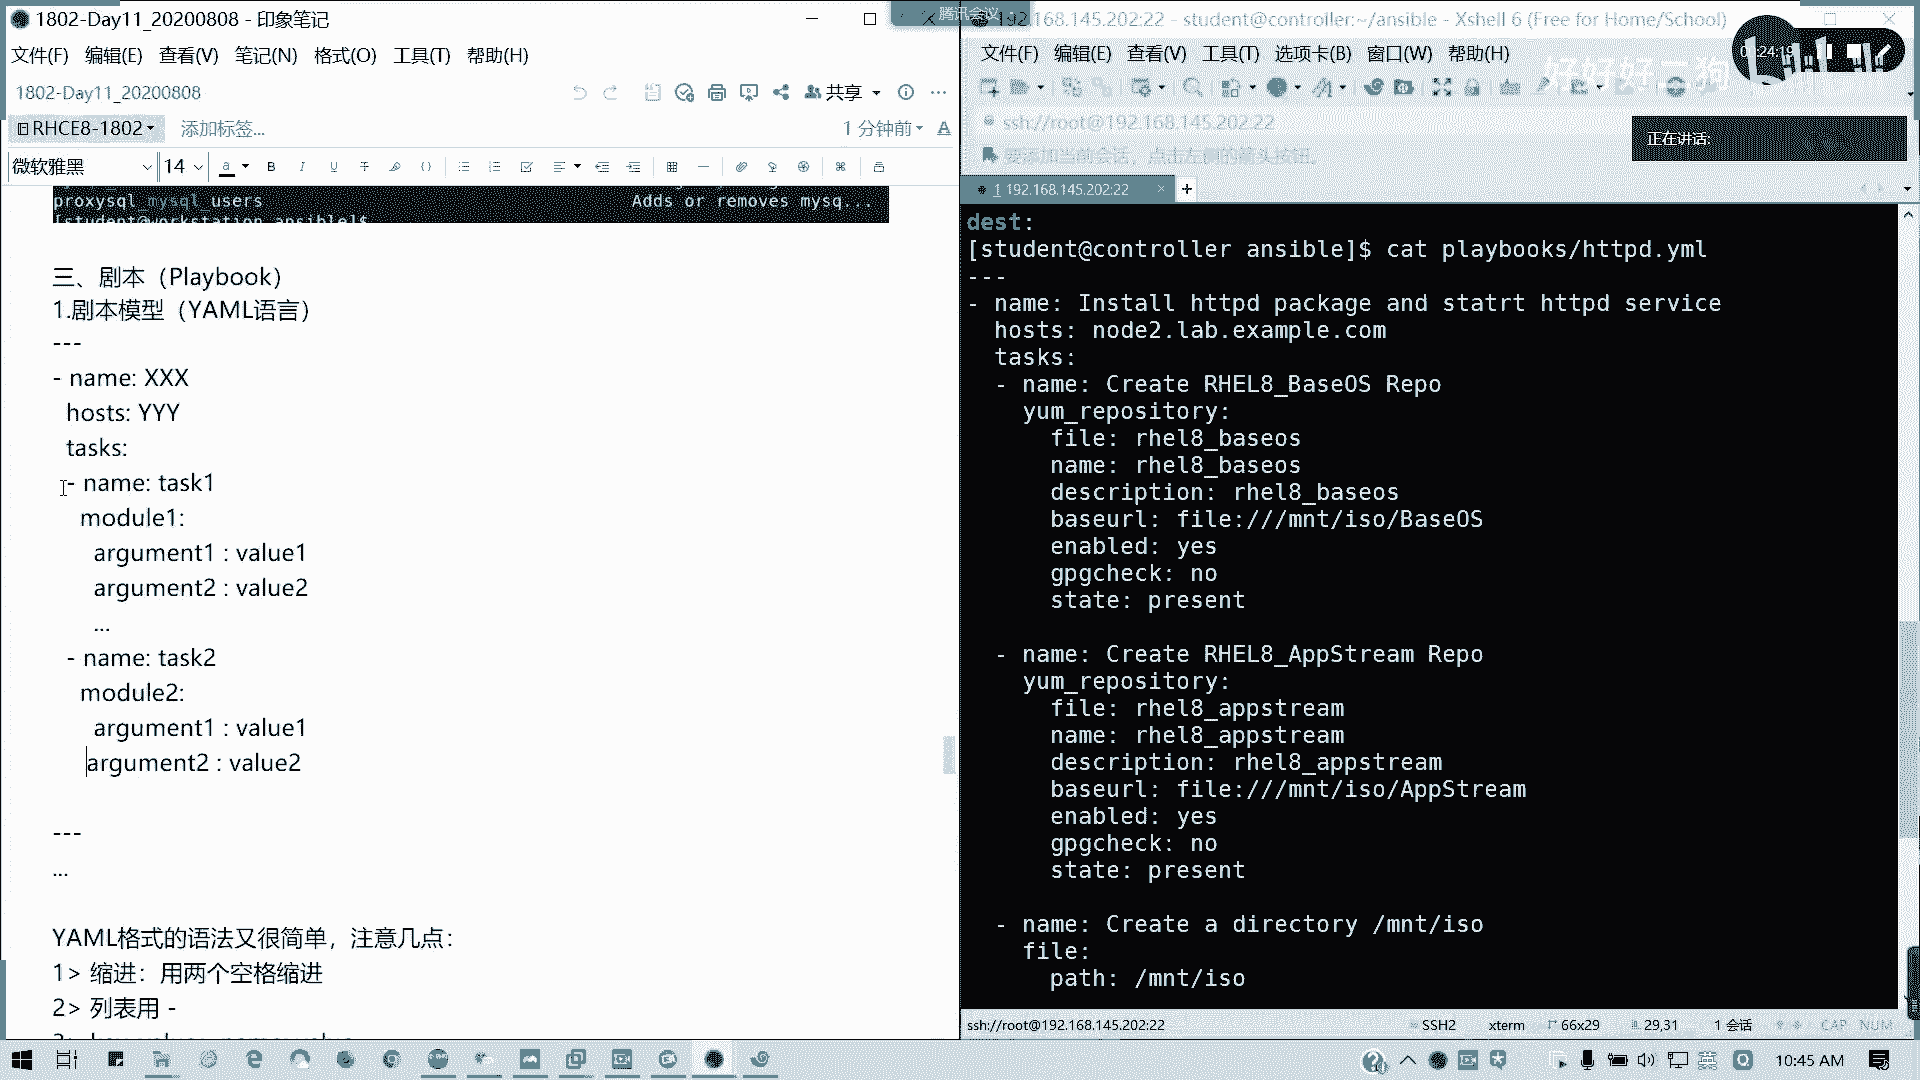 1802-Day11_20200808 - 印象笔记
文件(F) 编辑(E) 查看(V) 笔记(N) 格式(O) 工具(T) 帮助(H)
1802-Day11_20200808
共享
RHCE8-1802
添加标签...
1 分钟前
微软雅黑
14
proxysql_mysql_users Adds or removes mysq...
[student@workstation ansible]$
三、剧本（Playbook）
1.剧本模型（YAML语言）
---
- name: XXX
hosts: YYY
tasks:
- name: task1
module1:
argument1 : value1
argument2 : value2
...
- name: task2
module2:
argument1 : value1
argument2 : value2
---
...
YAML格式的语法又很简单，注意几点：
1> 缩进：用两个空格缩进
2> 列表用 -
腾讯会议
192.168.145.202:22 - student@controller:~/ansible - Xshell 6 (Free for Home/School)
文件(F) 编辑(E) 查看(V) 工具(T) 选项卡(B) 窗口(W) 帮助(H)
24:19
好好好二狗
ssh://root@192.168.145.202:22
正在讲话:
要添加当前会话，点击左侧的箭头按钮。
1 192.168.145.202:22
dest:
[student@controller ansible]$ cat playbooks/httpd.yml
---
- name: Install httpd package and statrt httpd service
hosts: node2.lab.example.com
tasks:
- name: Create RHEL8_BaseOS Repo
yum_repository:
file: rhel8_baseos
name: rhel8_baseos
description: rhel8_baseos
baseurl: file:///mnt/iso/BaseOS
enabled: yes
gpgcheck: no
state: present
- name: Create RHEL8_AppStream Repo
yum_repository:
file: rhel8_appstream
name: rhel8_appstream
description: rhel8_appstream
baseurl: file:///mnt/iso/AppStream
enabled: yes
gpgcheck: no
state: present
- name: Create a directory /mnt/iso
file:
path: /mnt/iso
ssh://root@192.168.145.202:22 SSH2 xterm 66x29 29,31 1 会话 CAP NUM
英
10:45 AM